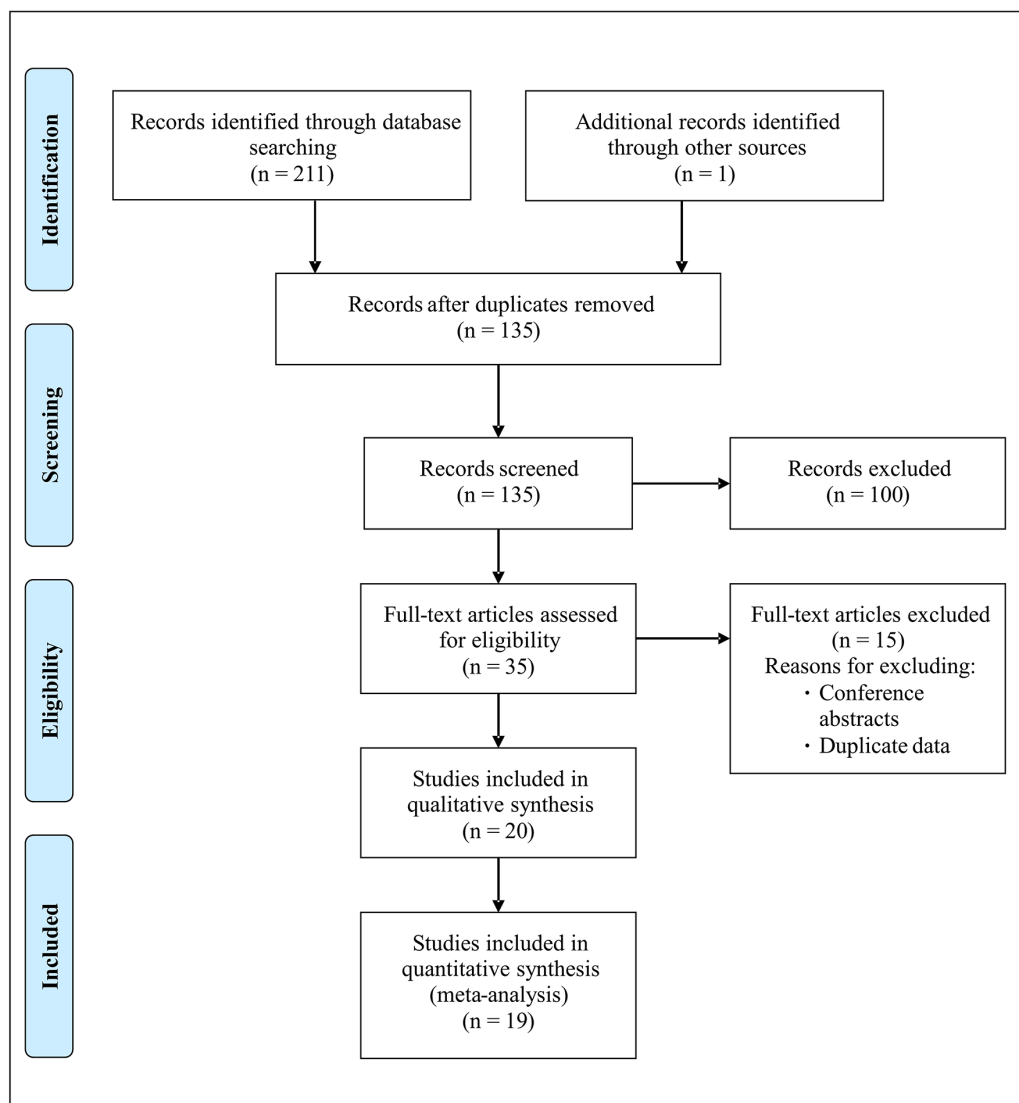 Identification
Records identified through database
searching
(n = 211)
Additional records identified
through other sources
(n = 1)
Records after duplicates removed
(n = 135)
Screening
Records screened
(n = 135)
Records excluded
(n = 100)
Eligibility
Full-text articles assessed
for eligibility
(n = 35)
Full-text articles excluded
(n = 15)
Reasons for excluding:
· Conference
abstracts
· Duplicate data
Studies included in
qualitative synthesis
(n = 20)
Included
Studies included in
quantitative synthesis
(meta-analysis)
(n = 19)